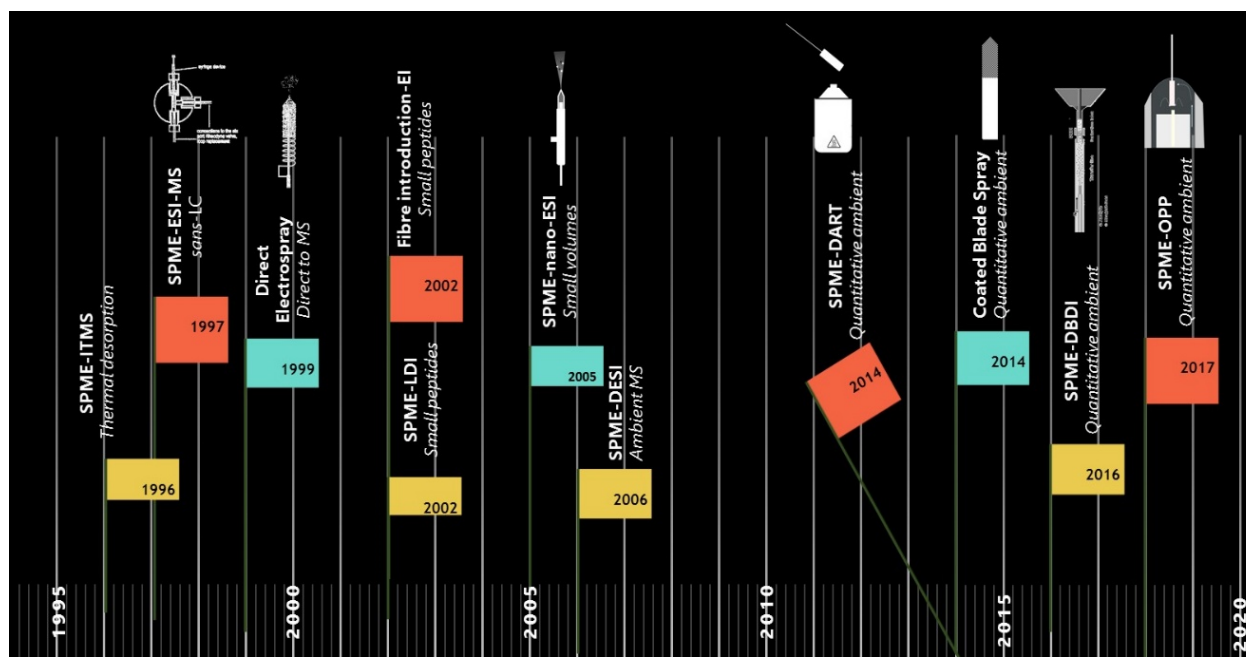 syringe device
SPME-ITMS
Thermal desorption
1996
SPME-ESI-MS
sans-LC
1997
Direct
Electrospray
Direct to MS
1999
Fibre introduction-EI
Small peptides
2002
SPME-LDI
Small peptides
2002
SPME-nano-ESI
Small volumes
2005
SPME-DESI
Ambient MS
2006
SPME-DART
Quantitative ambient
2014
Coated Blade Spray
Quantitative ambient
2014
SPME-DBDI
Quantitative ambient
2016
SPME-OPP
Quantitative ambient
2017
1995
2000
2005
2010
2015
2020